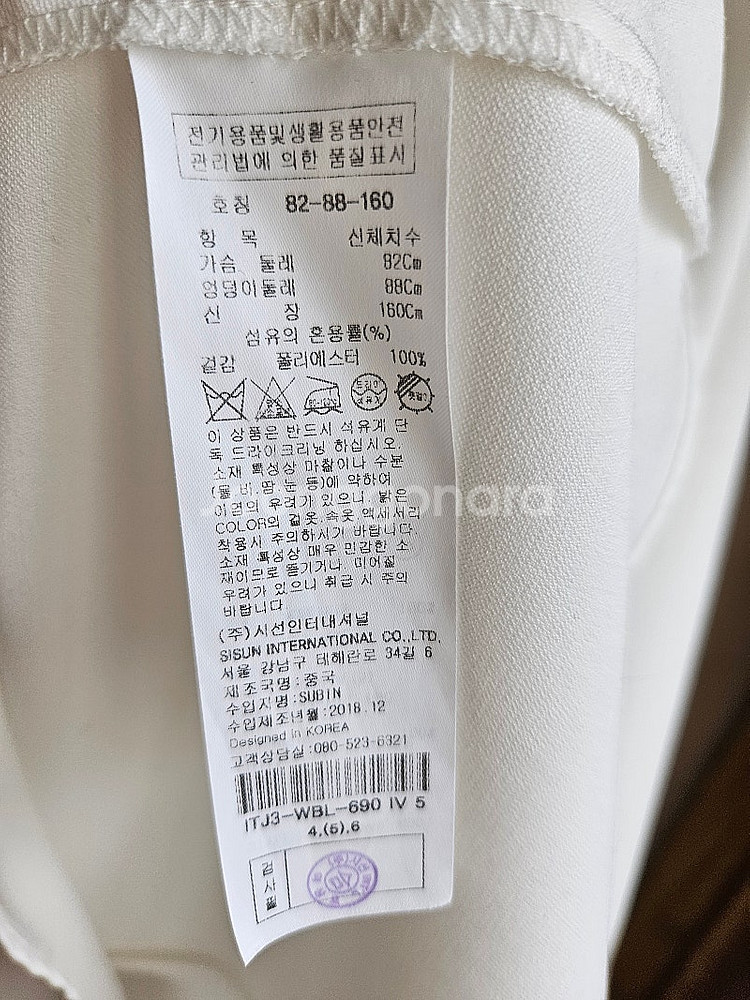 전기용품및생활용품안전
관리법에 의한 품질표시
호칭 82-88-160
항 목 신체치수
가슴 둘레 82Cm
엉덩이둘레 88Cm
신 장 160Cm
섬유의 혼용률(%)
겉감 폴리에스터 100%
드라이
석유계
이 상품은 반드시 석유계 단
독 드라이크리닝 하십시오.
소재 특성상 마찰이나 수분
(물,비,땀,눈 등)에 약하여
이염의 우려가 있으니, 밝은
COLOR의 겉옷,속옷 액세서리
착용시 주의하시기 바랍니다.
소재 특성상 매우 민감한 소
재이므로 뜯기거나, 미어질
우려가 있으니 취급 시 주의
바랍니다
(주)시선인터내셔널
SISUN INTERNATIONAL CO.,LTD.
서울 강남구 테헤란로 34길 6
제조국명:중국
수입자명:SUBIN
수입제조년월:2018.12
Designed in KOREA
고객상담실:080-523-6321
ITJ3-WBL-690 IV 5
4,(5),6
검사필